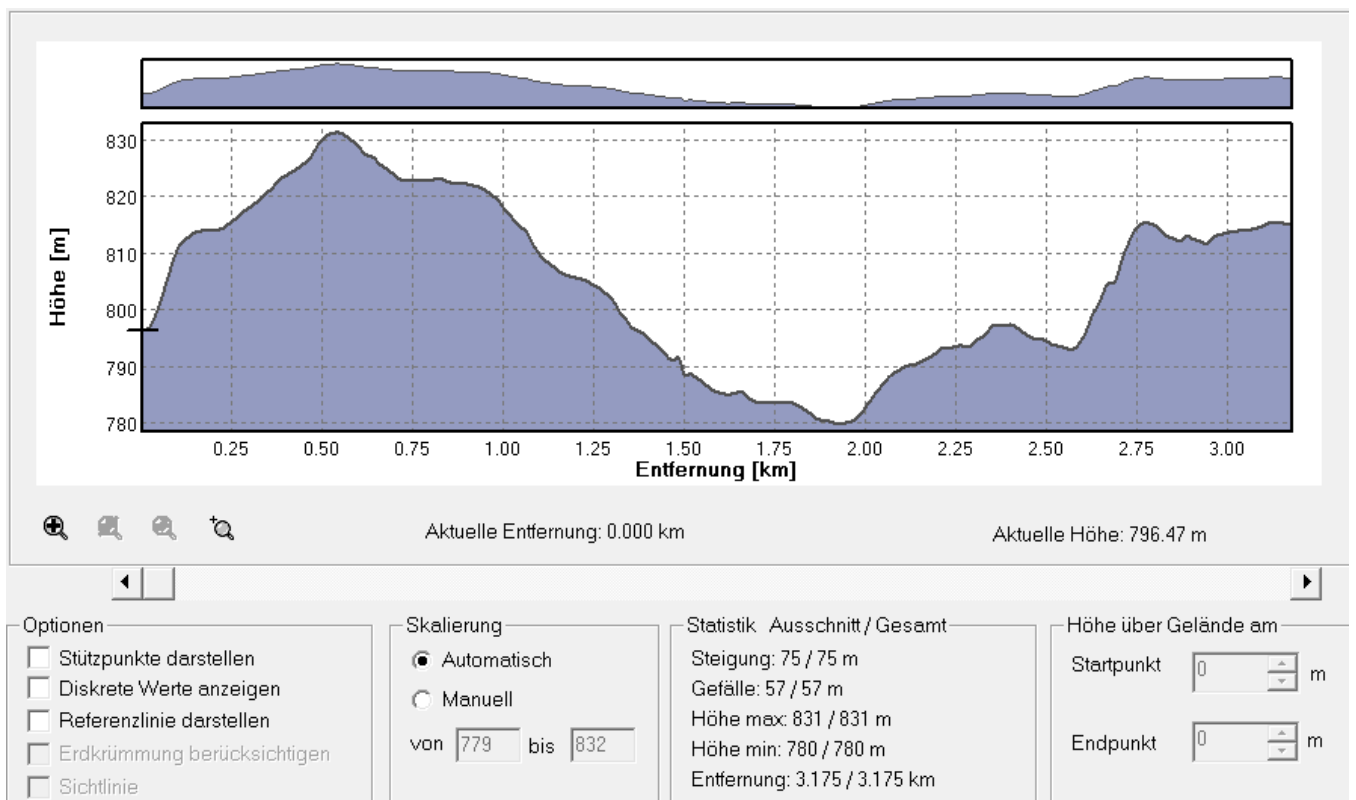 830
820
810
800
790
780
Höhe [m]
0.25 0.50 0.75 1.00 1.25 1.50 1.75 2.00 2.25 2.50 2.75 3.00
Entfernung [km]
Aktuelle Entfernung: 0.000 km
Aktuelle Höhe: 796.47 m
Optionen
Stützpunkte darstellen
Diskrete Werte anzeigen
Referenzlinie darstellen
Erdkrümmung berücksichtigen
Sichtlinie
Skalierung
Automatisch
Manuell
von 779 bis 832
Statistik Ausschnitt / Gesamt
Steigung: 75 / 75 m
Gefälle: 57 / 57 m
Höhe max: 831 / 831 m
Höhe min: 780 / 780 m
Entfernung: 3.175 / 3.175 km
Höhe über Gelände am
Startpunkt 0 m
Endpunkt 0 m